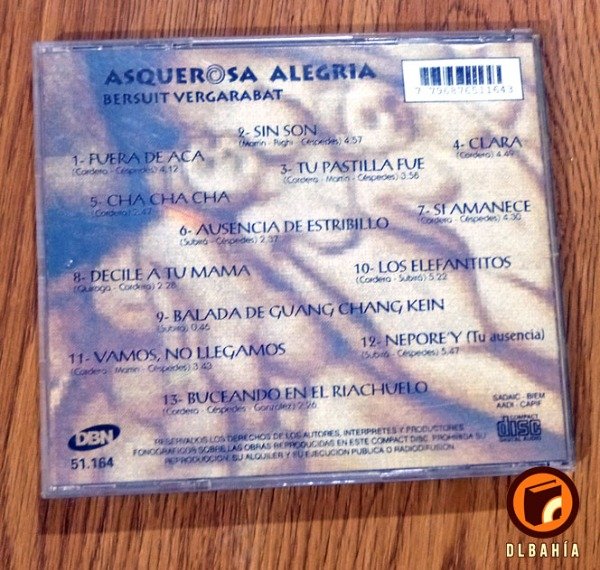 ASQUEROSA ALEGRIA
BERSUIT VERGARABAT
7 796876511643
2- SIN SON
(Martin - Righi - Céspedes) 4.57
1- FUERA DE ACA
(Cordera - Céspedes) 4.12
3- TU PASTILLA FUE
(Cordera - Martin - Céspedes) 3.56
4- CLARA
(Cordera) 4.49
5- CHA CHA CHA
(Cordera) 2.47
6- AUSENCIA DE ESTRIBILLO
(Subirá - Céspedes) 2.37
7- SI AMANECE
(Cordera - Céspedes) 4.30
8- DECILE A TU MAMA
(Quiroga - Cordera) 2.28
10- LOS ELEFANTITOS
(Cordera - Subirá) 5.22
9- BALADA DE GUANG CHANG KEIN
(Subirá) 0.46
11- VAMOS, NO LLEGAMOS
(Cordera - Martin - Céspedes) 3.43
12- NEPORE'Y (Tu ausencia)
(Subirá - Céspedes) 5.47
13- BUCEANDO EN EL RIACHUELO
(Cordera - Céspedes - González) 2.26
SADAIC - BIEM
AADI - CAPIF
DBN
51.164
RESERVADOS LOS DERECHOS DE LOS AUTORES, INTERPRETES Y PRODUCTORES
FONOGRAFICOS SOBRE LAS OBRAS REPRODUCIDAS EN ESTE COMPACT DISC. PROHIBIDA SU
REPRODUCCION, SU ALQUILER Y SU EJECUCION PUBLICA O RADIODIFUSION.
COMPACT
disc
DIGITAL AUDIO
DLBAHÍA